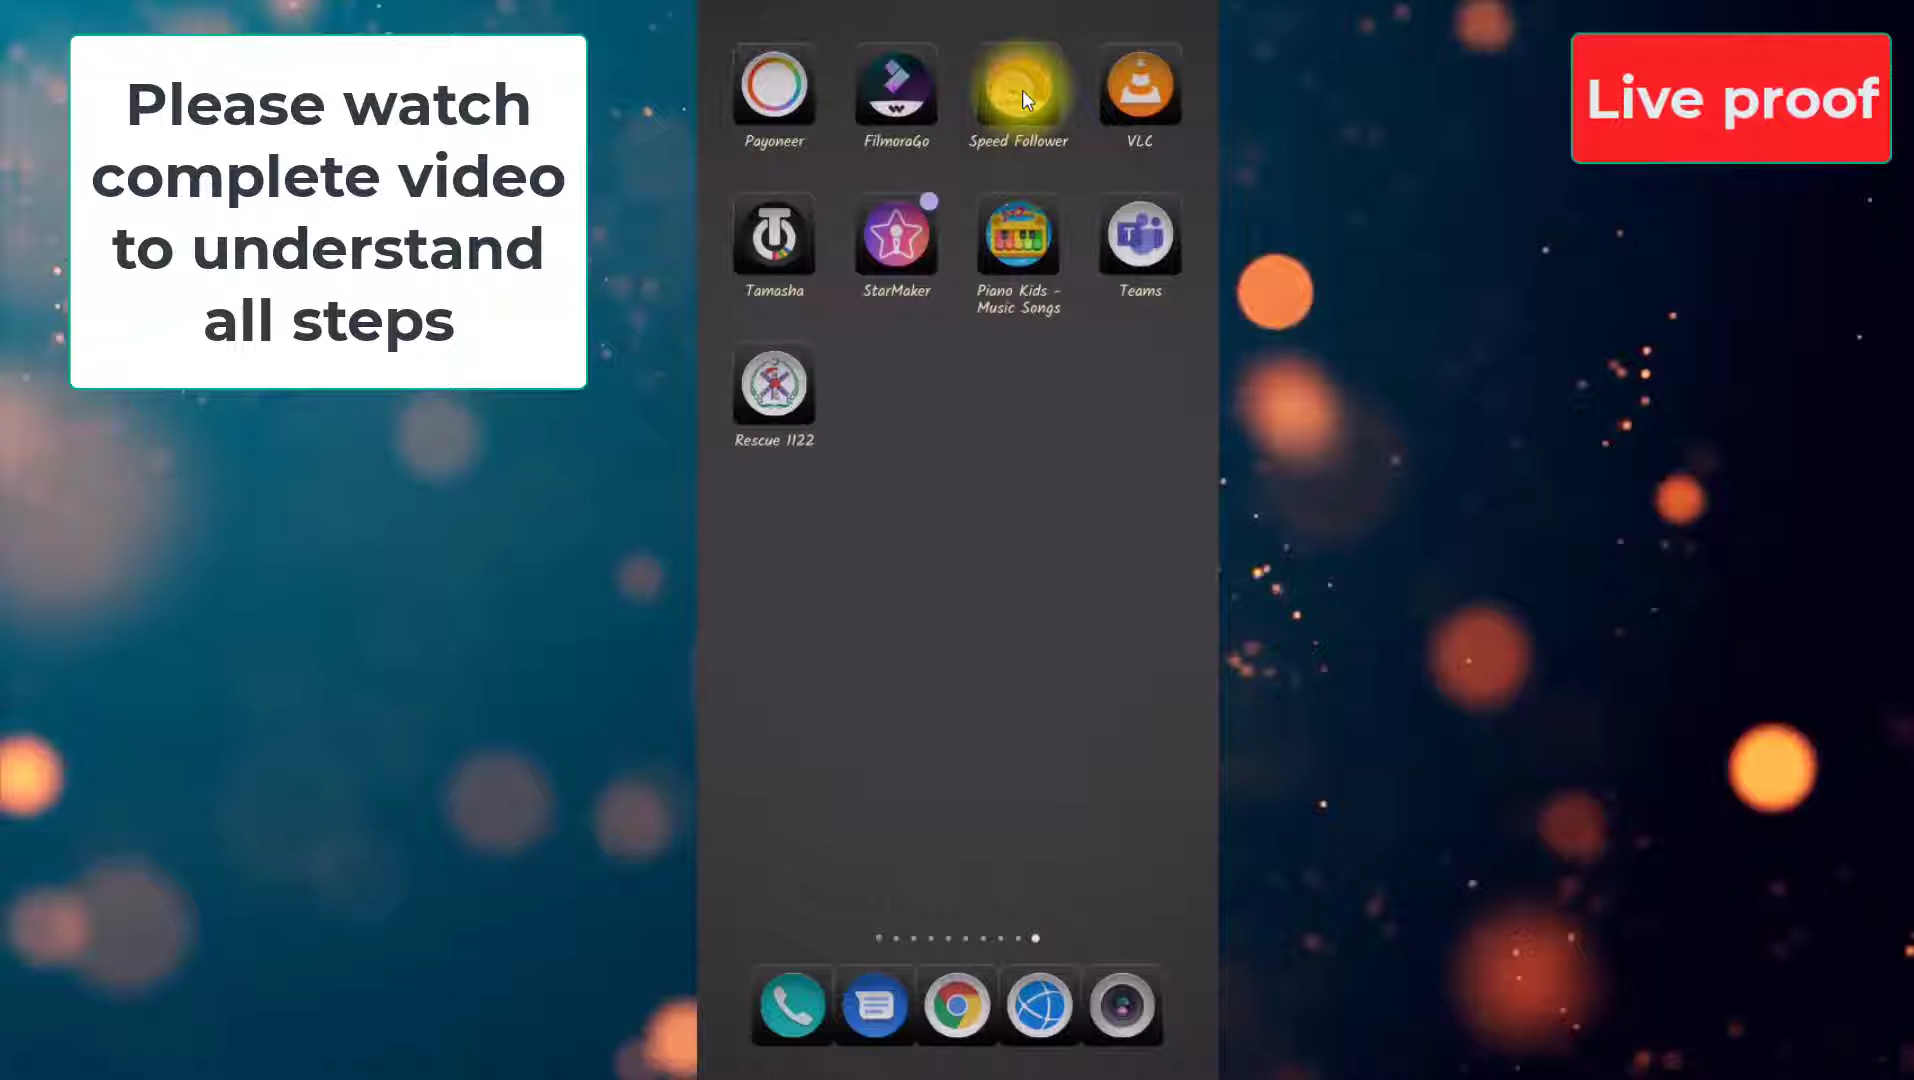 Please watch
complete video
to understand
all steps
Live proof
Payoneer
FilmoraGo
Speed Follower
VLC
Tamasha
StarMaker
Piano Kids -
Music Songs
Teams
Rescue 1122